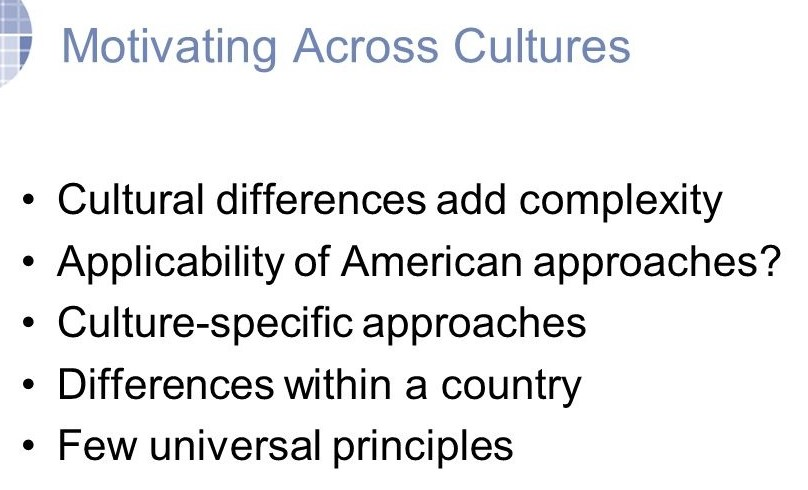 Motivating Across Cultures
• Cultural differences add complexity
• Applicability of American approaches?
• Culture-specific approaches
• Differences within a country
• Few universal principles